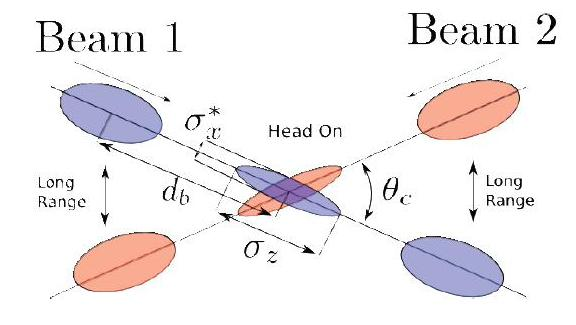 Beam 1
Beam 2
σ*x
Head On
Long
Range
d_b
θ_c
Long
Range
σ_z